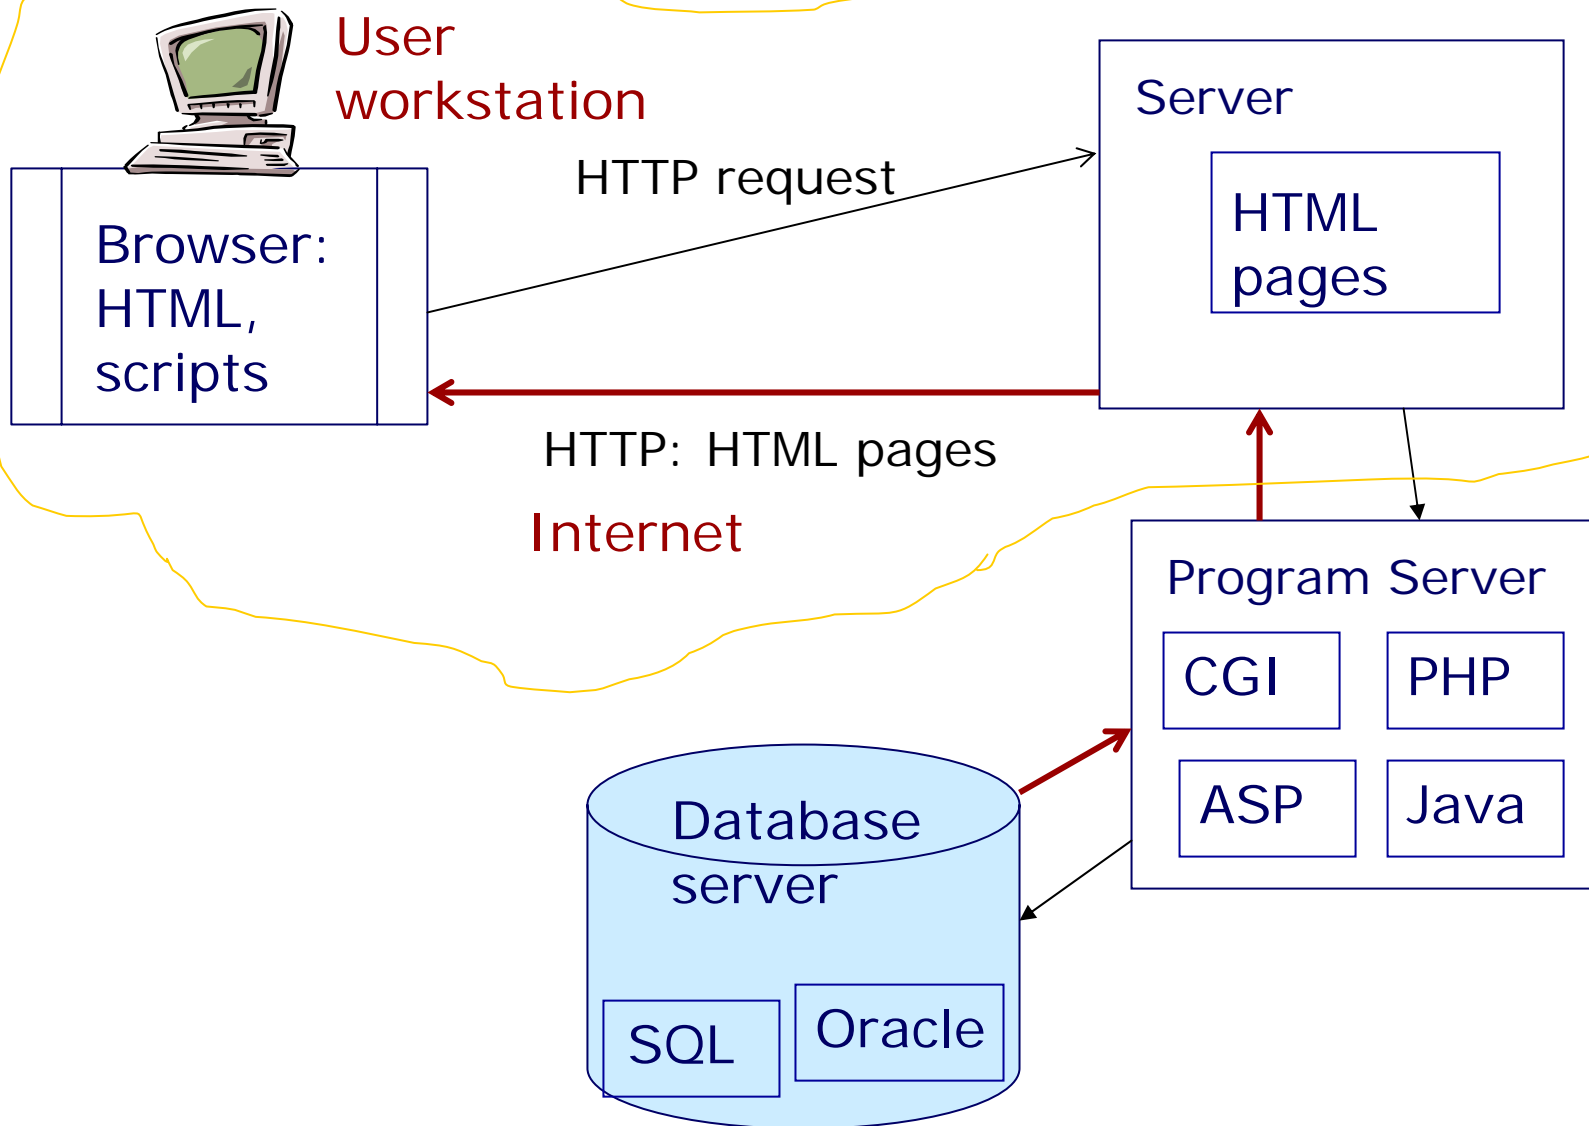 User
workstation
Server
HTTP request
HTML
pages
Browser:
HTML,
scripts
HTTP: HTML pages
Internet
Program Server
CGI
PHP
ASP
Java
Database
server
SQL
Oracle